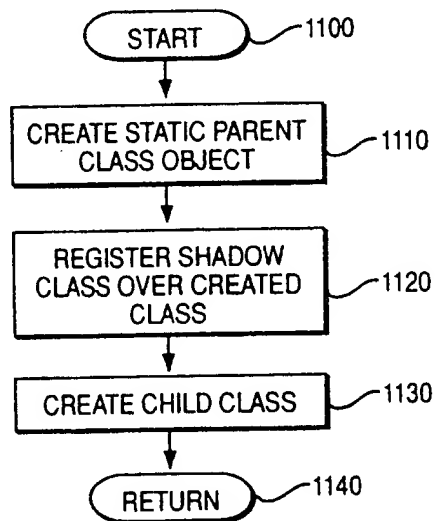 START
1100
CREATE STATIC PARENT
CLASS OBJECT
1110
REGISTER SHADOW
CLASS OVER CREATED
CLASS
1120
CREATE CHILD CLASS
1130
RETURN
1140